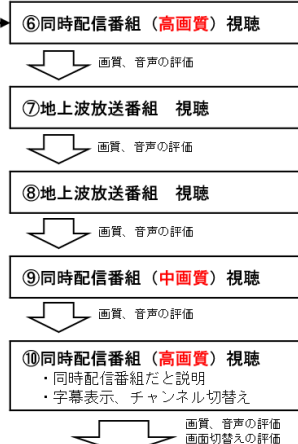 ⑥同時配信番組（高画質）視聴
画質、音声の評価
⑦地上波放送番組　視聴
画質、音声の評価
⑧地上波放送番組　視聴
画質、音声の評価
⑨同時配信番組（中画質）視聴
画質、音声の評価
⑩同時配信番組（高画質）視聴
・同時配信番組だと説明
・字幕表示、チャンネル切替え
画質、音声の評価
画面切替えの評価